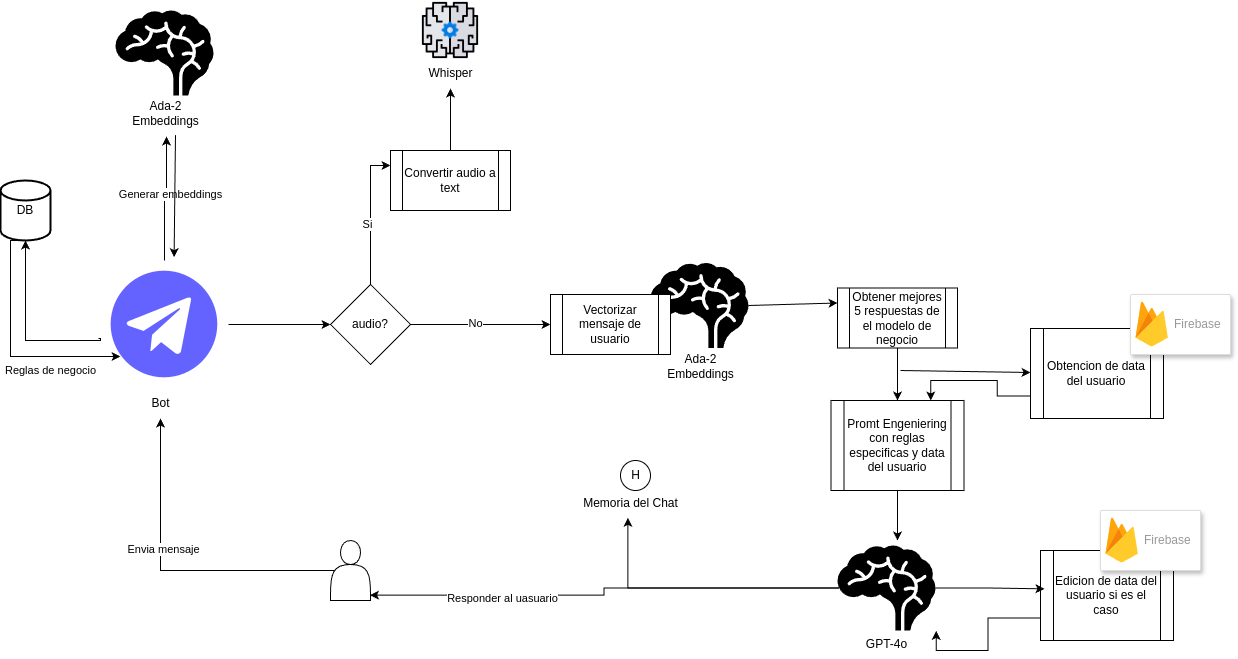 Whisper
Ada-2
Embeddings
Generar embeddings
Convertir audio a
text
DB
Si
Reglas de negocio
Bot
audio?
No
Vectorizar
mensaje de
usuario
Ada-2
Embeddings
Obtener mejores
5 respuestas de
el modelo de
negocio
Firebase
Obtencion de data
del usuario
Promt Engeniering
con reglas
especificas y data
del usuario
H
Memoria del Chat
Envia mensaje
Responder al uasuario
GPT-4o
Firebase
Edicion de data del
usuario si es el
caso